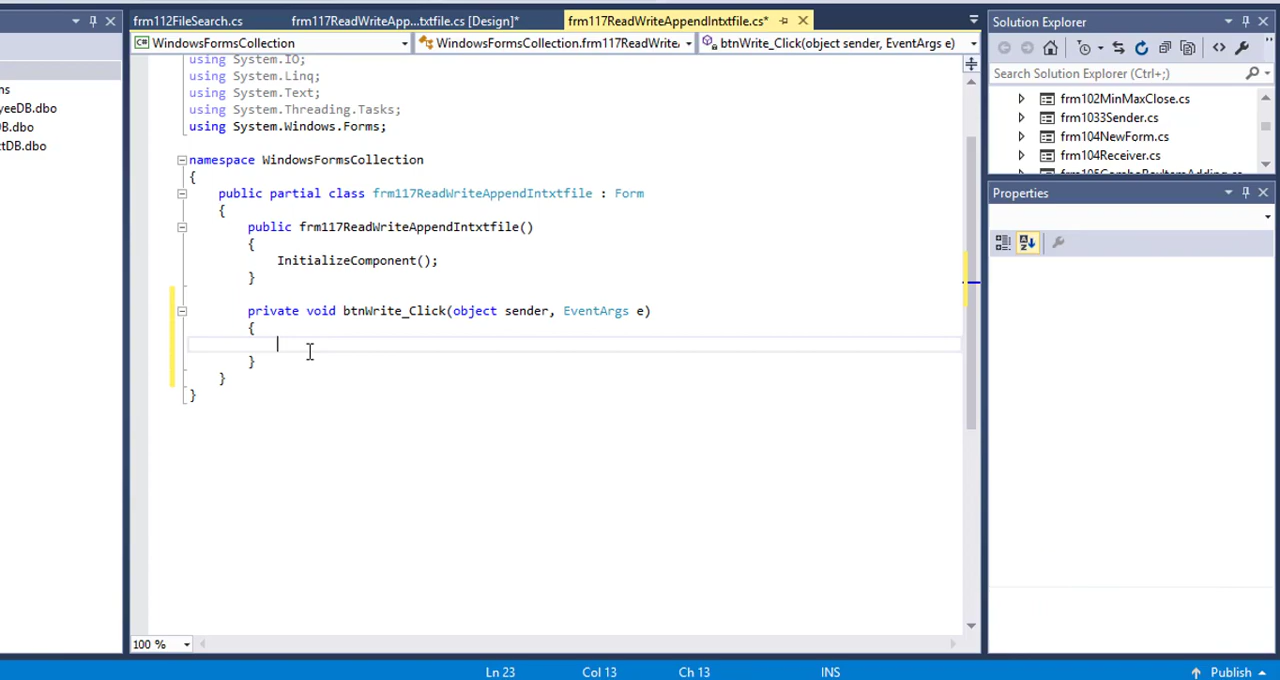 frm112FileSearch.cs
frm117ReadWriteApp...txtfile.cs [Design]*
frm117ReadWriteAppendIntxtfile.cs*
WindowsFormsCollection
WindowsFormsCollection.frm117ReadWrite
btnWrite_Click(object sender, EventArgs e)
ns
yeeDB.dbo
B.dbo
tDB.dbo
using System.IO;
using System.Linq;
using System.Text;
using System.Threading.Tasks;
using System.Windows.Forms;
namespace WindowsFormsCollection
{
public partial class frm117ReadWriteAppendIntxtfile : Form
{
public frm117ReadWriteAppendIntxtfile()
{
InitializeComponent();
}
private void btnWrite_Click(object sender, EventArgs e)
{
}
}
}
100 %
Solution Explorer
Search Solution Explorer (Ctrl+;)
frm102MinMaxClose.cs
frm1033Sender.cs
frm104NewForm.cs
frm104Receiver.cs
frm105ComboBoxItemAdding.cs
Properties
Ln 23
Col 13
Ch 13
INS
Publish